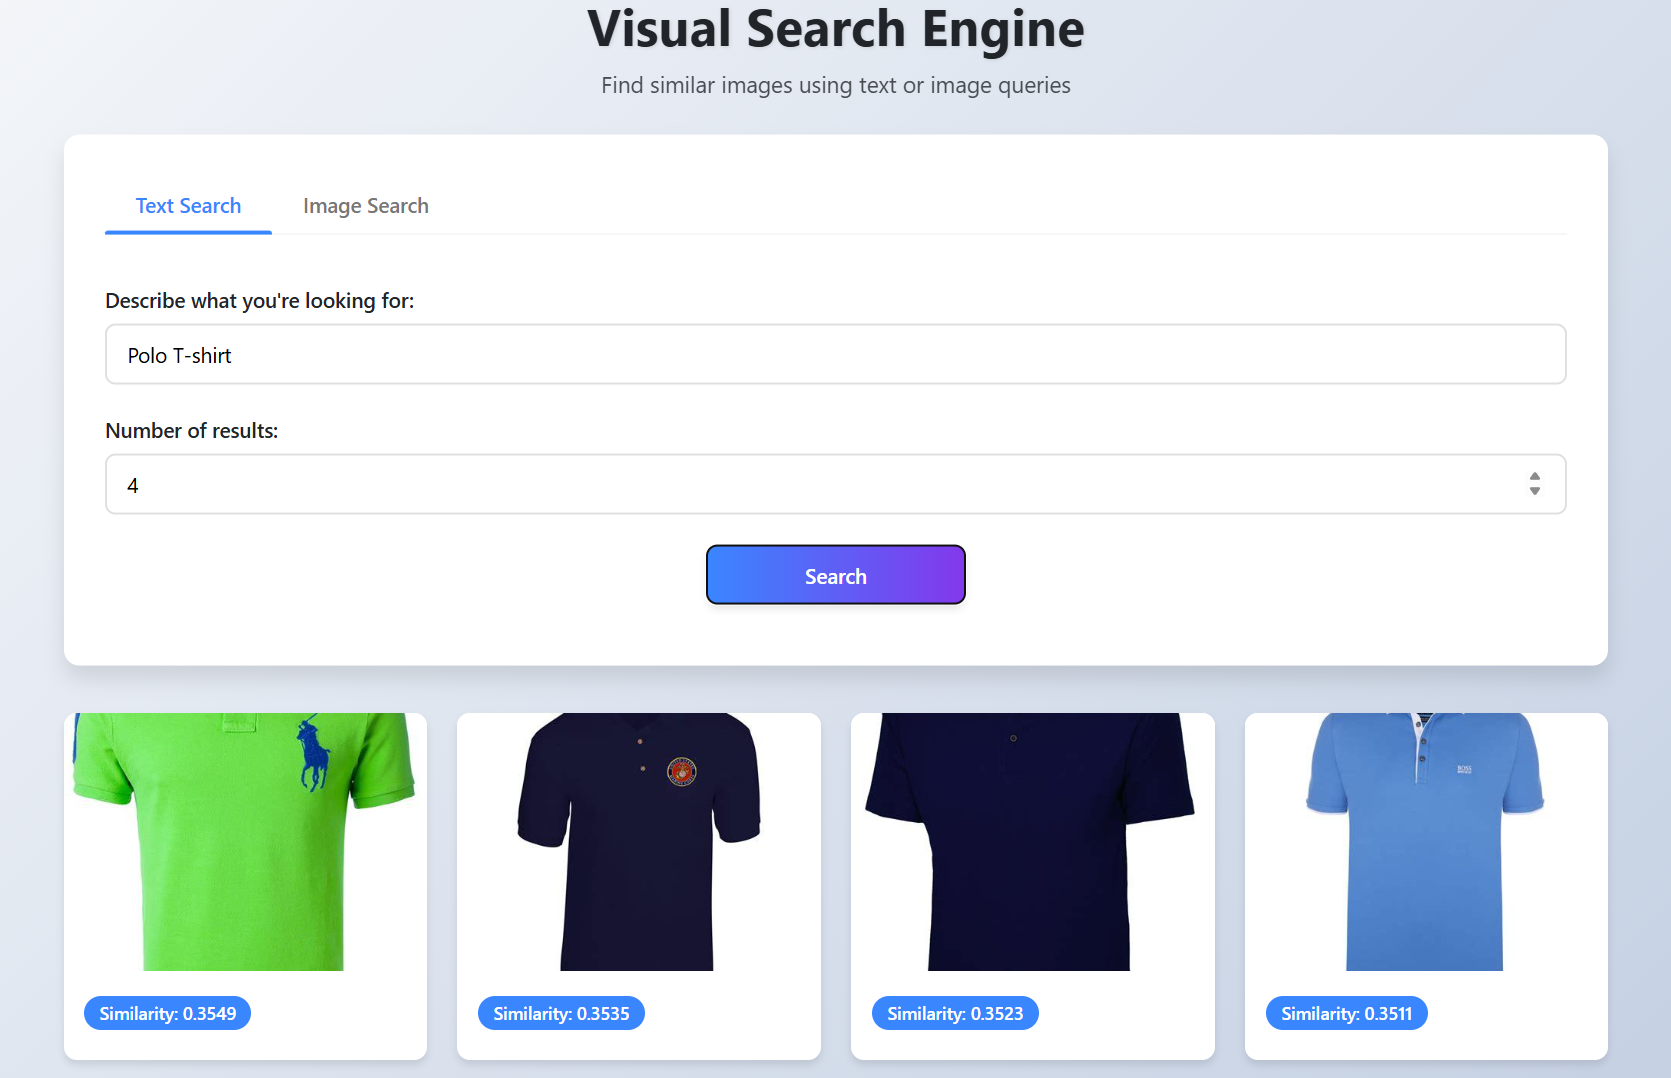 Visual Search Engine
Find similar images using text or image queries
Text Search
Image Search
Describe what you're looking for:
Polo T-shirt
Number of results:
4
Search
BOSS
Similarity: 0.3549
Similarity: 0.3535
Similarity: 0.3523
Similarity: 0.3511